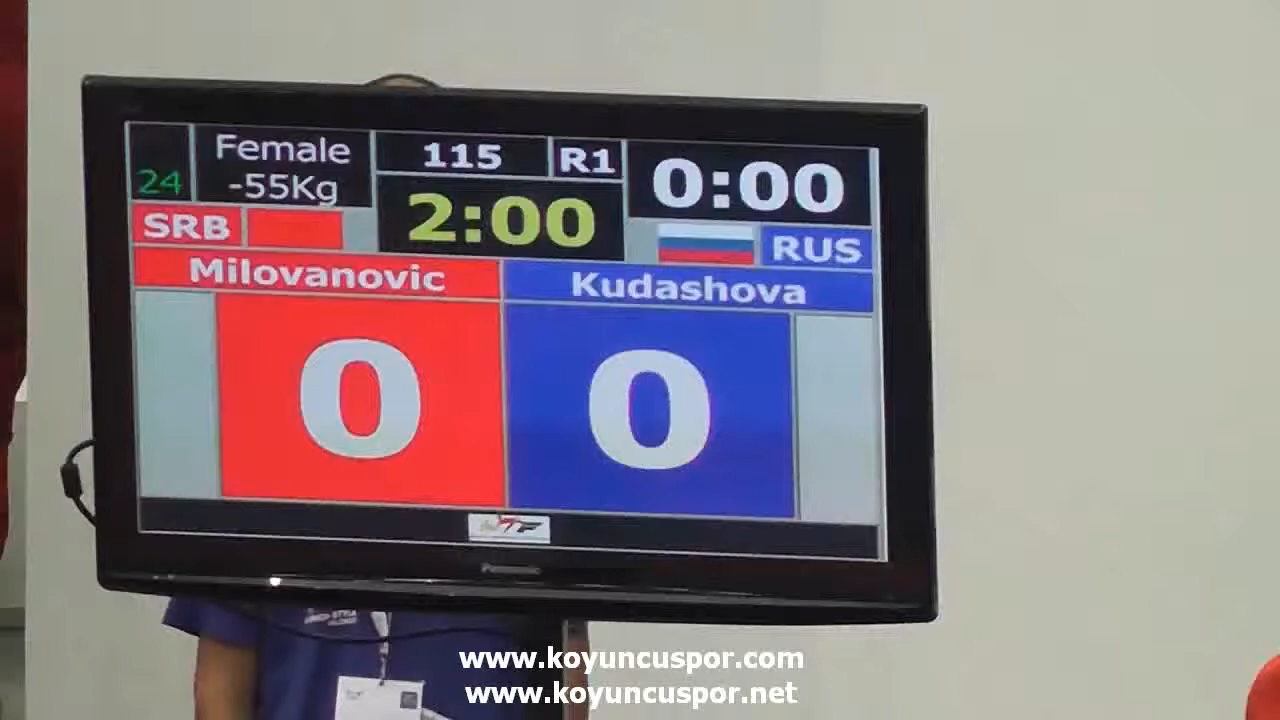 24
Female
-55Kg
115
R1
0:00
2:00
SRB
RUS
Milovanovic
Kudashova
0
0
Panasonic
www.koyuncuspor.com
www.koyuncuspor.net